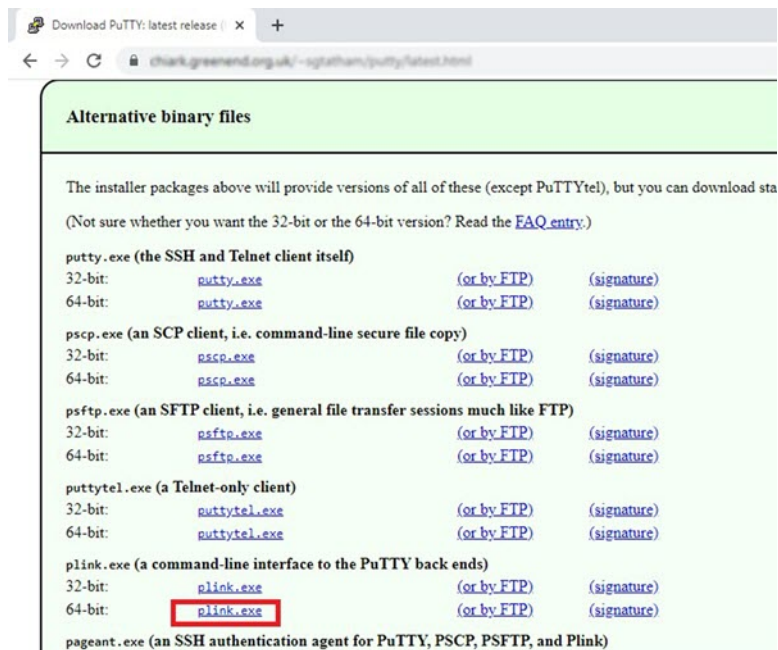 Download PuTTY: latest release (
chiark.greenend.org.uk/~sgtatham/putty/latest.html
Alternative binary files
The installer packages above will provide versions of all of these (except PuTTYtel), but you can download sta
(Not sure whether you want the 32-bit or the 64-bit version? Read the FAQ entry.)
putty.exe (the SSH and Telnet client itself)
32-bit: putty.exe (or by FTP) (signature)
64-bit: putty.exe (or by FTP) (signature)
pscp.exe (an SCP client, i.e. command-line secure file copy)
32-bit: pscp.exe (or by FTP) (signature)
64-bit: pscp.exe (or by FTP) (signature)
psftp.exe (an SFTP client, i.e. general file transfer sessions much like FTP)
32-bit: psftp.exe (or by FTP) (signature)
64-bit: psftp.exe (or by FTP) (signature)
puttytel.exe (a Telnet-only client)
32-bit: puttytel.exe (or by FTP) (signature)
64-bit: puttytel.exe (or by FTP) (signature)
plink.exe (a command-line interface to the PuTTY back ends)
32-bit: plink.exe (or by FTP) (signature)
64-bit: plink.exe (or by FTP) (signature)
pageant.exe (an SSH authentication agent for PuTTY, PSCP, PSFTP, and Plink)